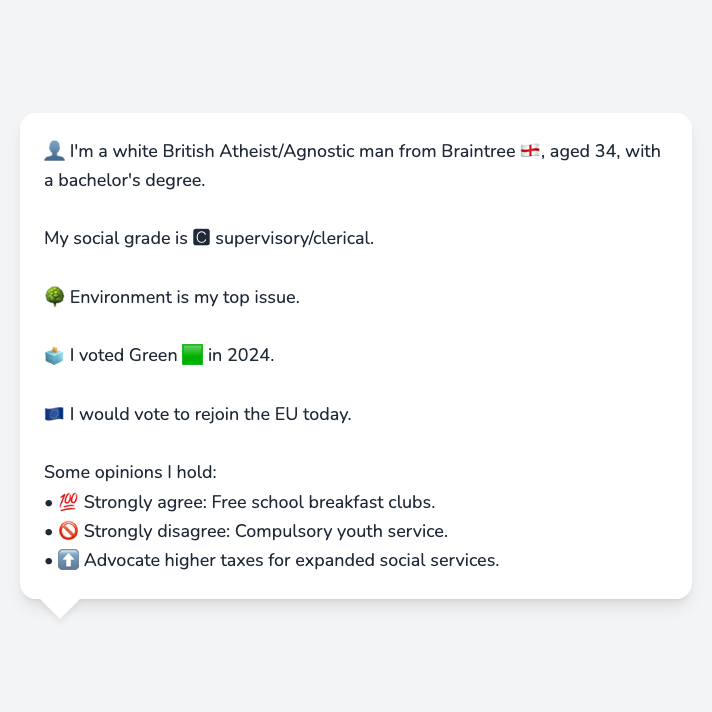 👤 I'm a white British Atheist/Agnostic man from Braintree 🏴󠁧󠁢󠁥󠁮󠁧󠁿, aged 34, with
a bachelor's degree.
My social grade is 🅲 supervisory/clerical.
🌳 Environment is my top issue.
🗳️ I voted Green 🟩 in 2024.
🇪🇺 I would vote to rejoin the EU today.
Some opinions I hold:
• 💯 Strongly agree: Free school breakfast clubs.
• 🚫 Strongly disagree: Compulsory youth service.
• ⬆️ Advocate higher taxes for expanded social services.